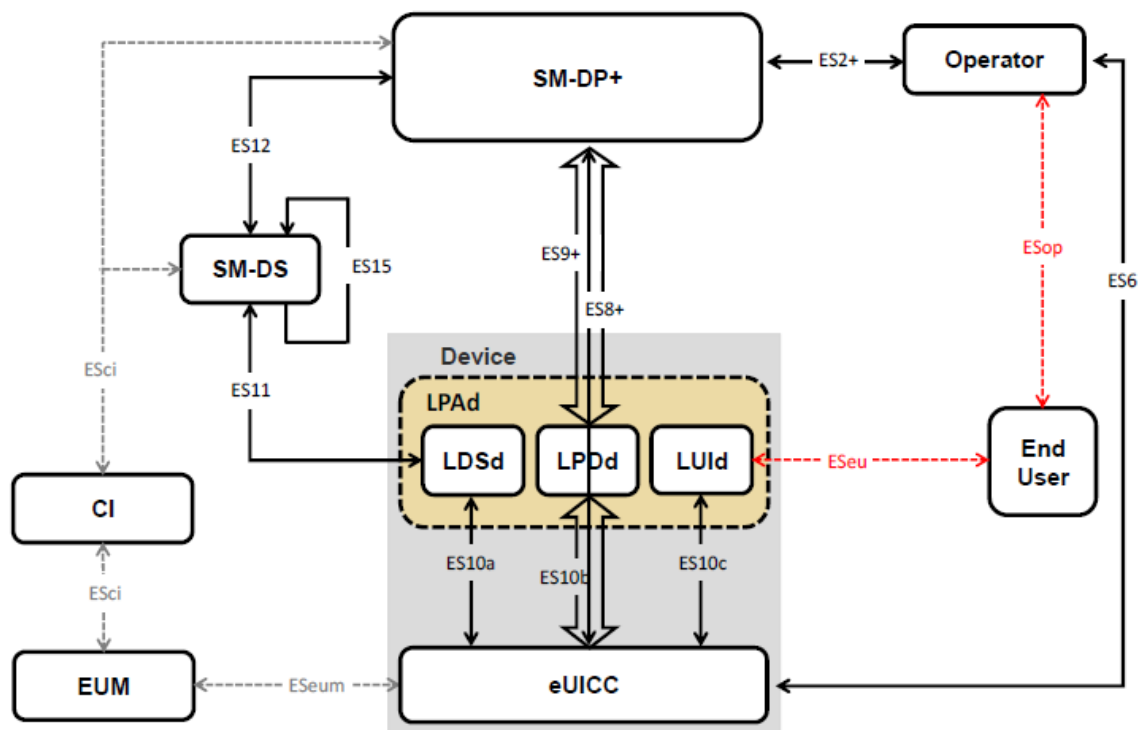 SM-DP+
ES2+
Operator
ES12
SM-DS
ES15
ES9+
ES8+
ESop
ES6
ESci
ES11
Device
LPAd
LDSd
LPDd
LUId
ESeu
End
User
CI
ES10a
ES10b
ES10c
ESci
EUM
ESeum
eUICC